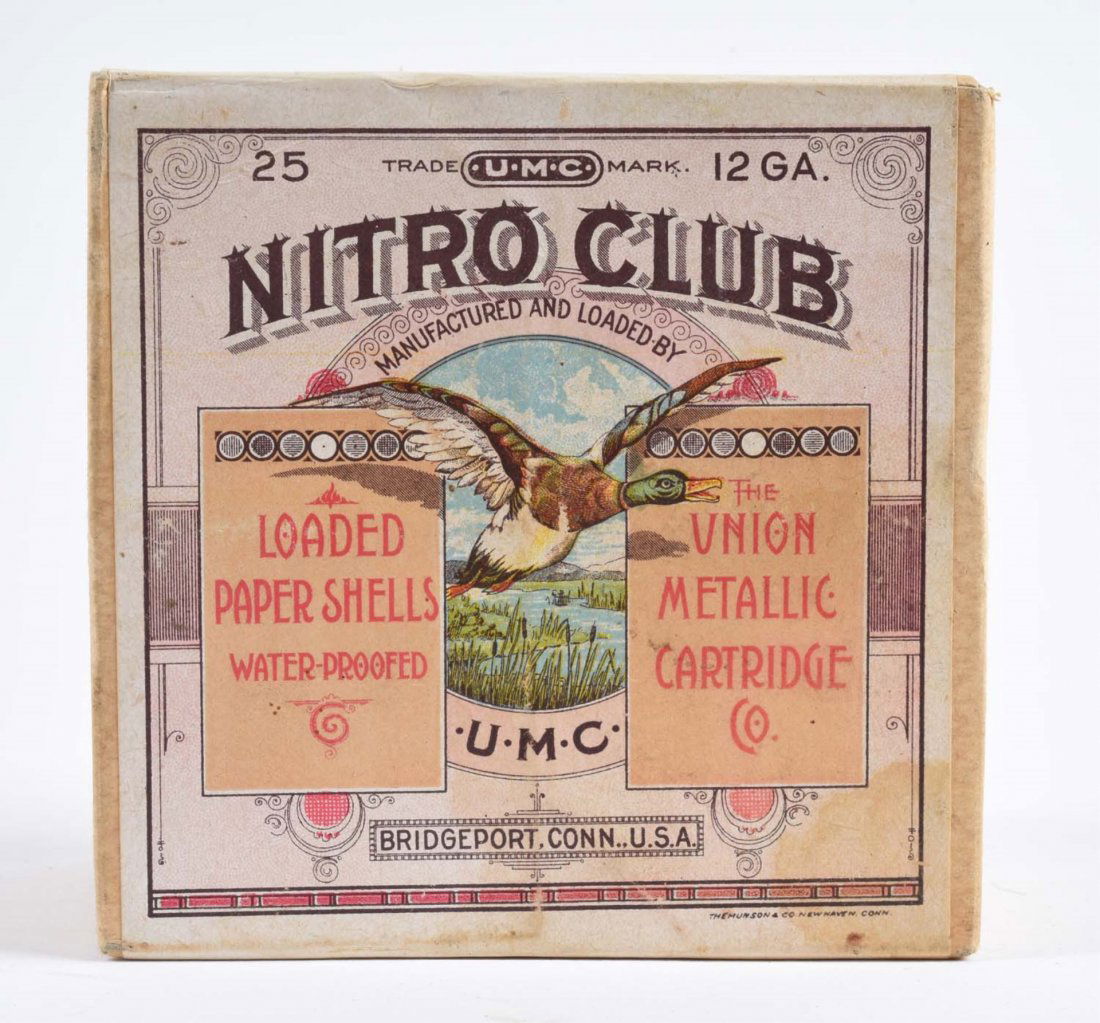 25 TRADE ·U·M·C· MARK. 12 GA.
NITRO CLUB
MANUFACTURED AND LOADED BY
LOADED
PAPER SHELLS
WATER-PROOFED
THE
UNION
METALLIC
CARTRIDGE
CO.
·U·M·C·
BRIDGEPORT, CONN., U.S.A.
THE MUNSON & CO. NEW HAVEN, CONN.